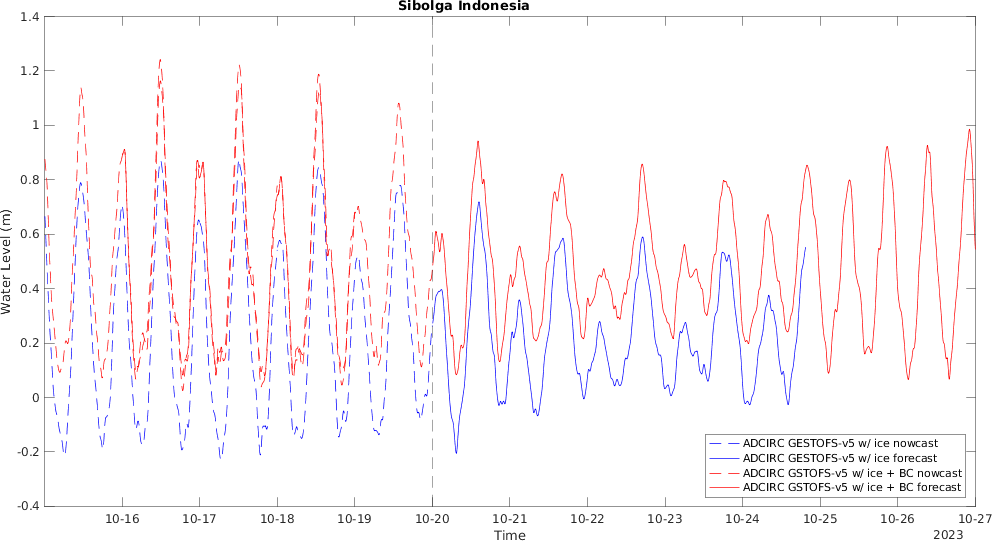 Sibolga Indonesia
1.4
1.2
1
0.8
0.6
0.4
0.2
0
-0.2
-0.4
Water Level (m)
10-16 10-17 10-18 10-19 10-20 10-21 10-22 10-23 10-24 10-25 10-26 10-27
Time
2023
ADCIRC GESTOFS-v5 w/ ice nowcast
ADCIRC GESTOFS-v5 w/ ice forecast
ADCIRC GSTOFS-v5 w/ ice + BC nowcast
ADCIRC GSTOFS-v5 w/ ice + BC forecast